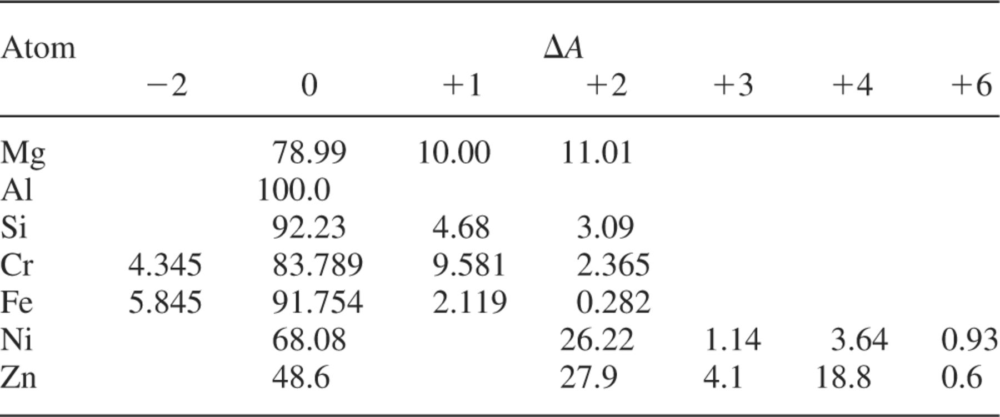 Atom ΔA
−2 0 +1 +2 +3 +4 +6
Mg 78.99 10.00 11.01
Al 100.0
Si 92.23 4.68 3.09
Cr 4.345 83.789 9.581 2.365
Fe 5.845 91.754 2.119 0.282
Ni 68.08 26.22 1.14 3.64 0.93
Zn 48.6 27.9 4.1 18.8 0.6